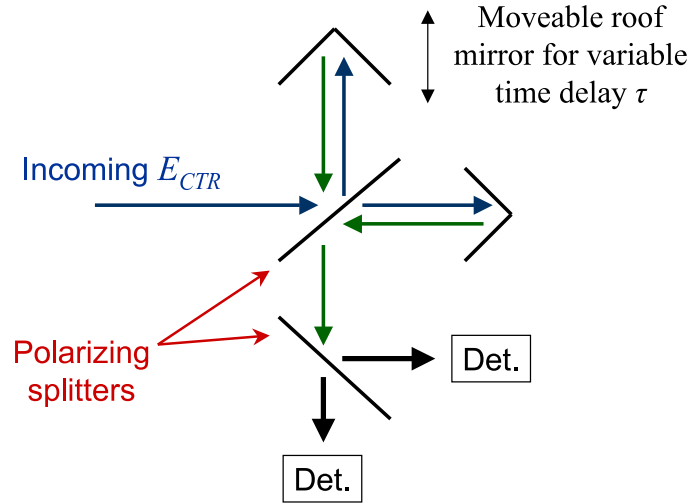 Moveable roof
mirror for variable
time delay τ
Incoming E_CTR
Polarizing
splitters
Det.
Det.